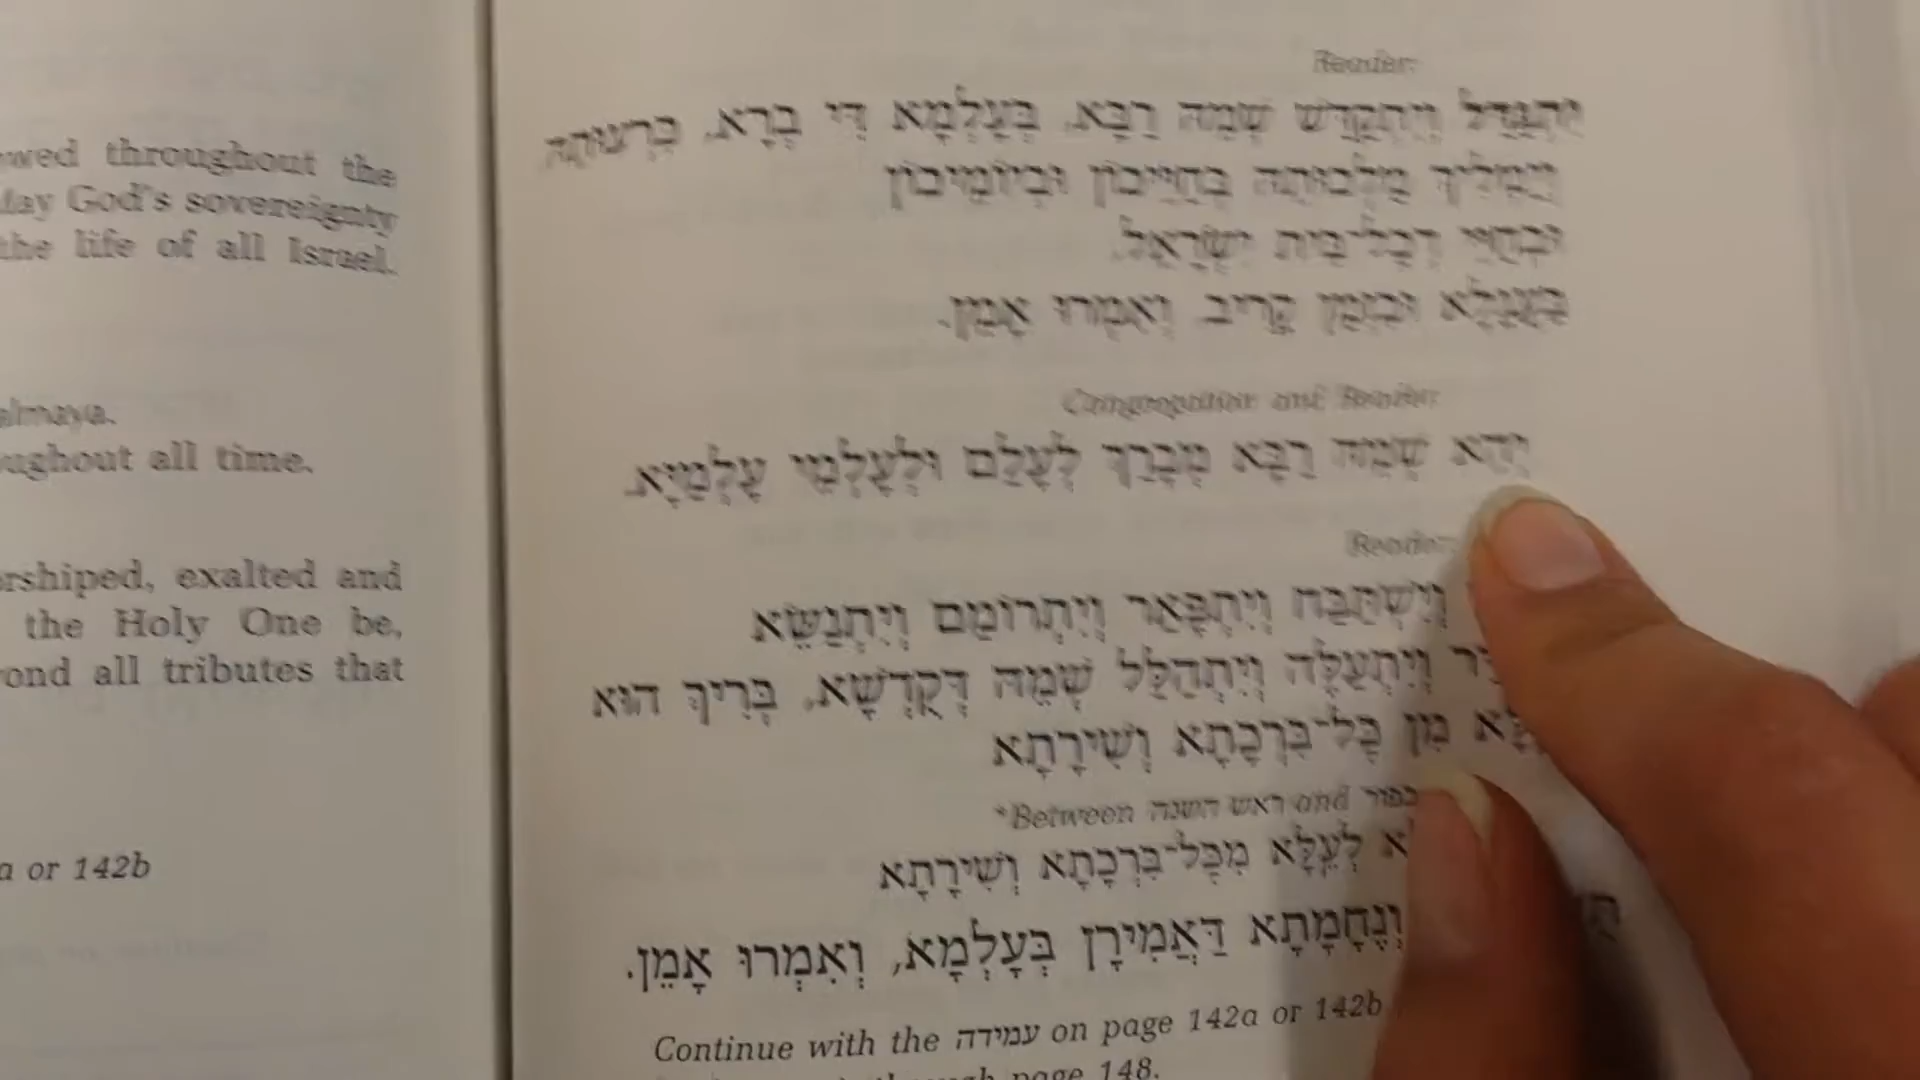 wed throughout the
May God's sovereignty
the life of all Israel.
almaya.
ughout all time.
rshiped, exalted and
the Holy One be,
ond all tributes that
a or 142b
Reader:
יִתְגַּדַּל וְיִתְקַדַּשׁ שְׁמֵהּ רַבָּא, בְּעָלְמָא דִּי בְרָא, כִּרְעוּתֵהּ
וְיַמְלִיךְ מַלְכוּתֵהּ בְּחַיֵּיכוֹן וּבְיוֹמֵיכוֹן
וּבְחַיֵּי דְכָל־בֵּית יִשְׂרָאֵל,
בַּעֲגָלָא וּבִזְמַן קָרִיב, וְאִמְרוּ אָמֵן.
Congregation and Reader:
יְהֵא שְׁמֵהּ רַבָּא מְבָרַךְ לְעָלַם וּלְעָלְמֵי עָלְמַיָּא.
Reader:
וְיִשְׁתַּבַּח וְיִתְפָּאַר וְיִתְרוֹמַם וְיִתְנַשֵּׂא
דַּר וְיִתְעַלֶּה וְיִתְהַלַּל שְׁמֵהּ דְּקֻדְשָׁא, בְּרִיךְ הוּא
לָּא מִן כָּל־בִּרְכָתָא וְשִׁירָתָא
*Between ראש השנה and כפור
א לְעֵלָּא מִכָּל־בִּרְכָתָא וְשִׁירָתָא
וְנֶחָמָתָא דַּאֲמִירָן בְּעָלְמָא, וְאִמְרוּ אָמֵן.
Continue with the עמידה on page 142a or 142b
through page 148.